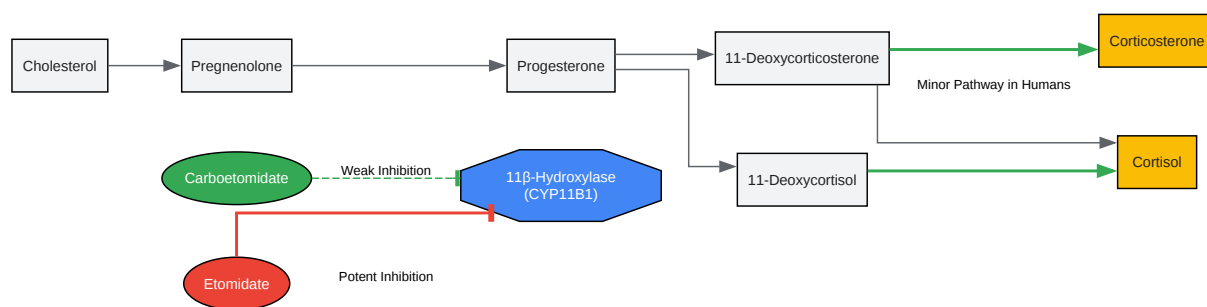 Corticosterone
Cholesterol
Pregnenolone
Progesterone
11-Deoxycorticosterone
Minor Pathway in Humans
Cortisol
Carboetomidate
Weak Inhibition
11β-Hydroxylase
(CYP11B1)
11-Deoxycortisol
Etomidate
Potent Inhibition